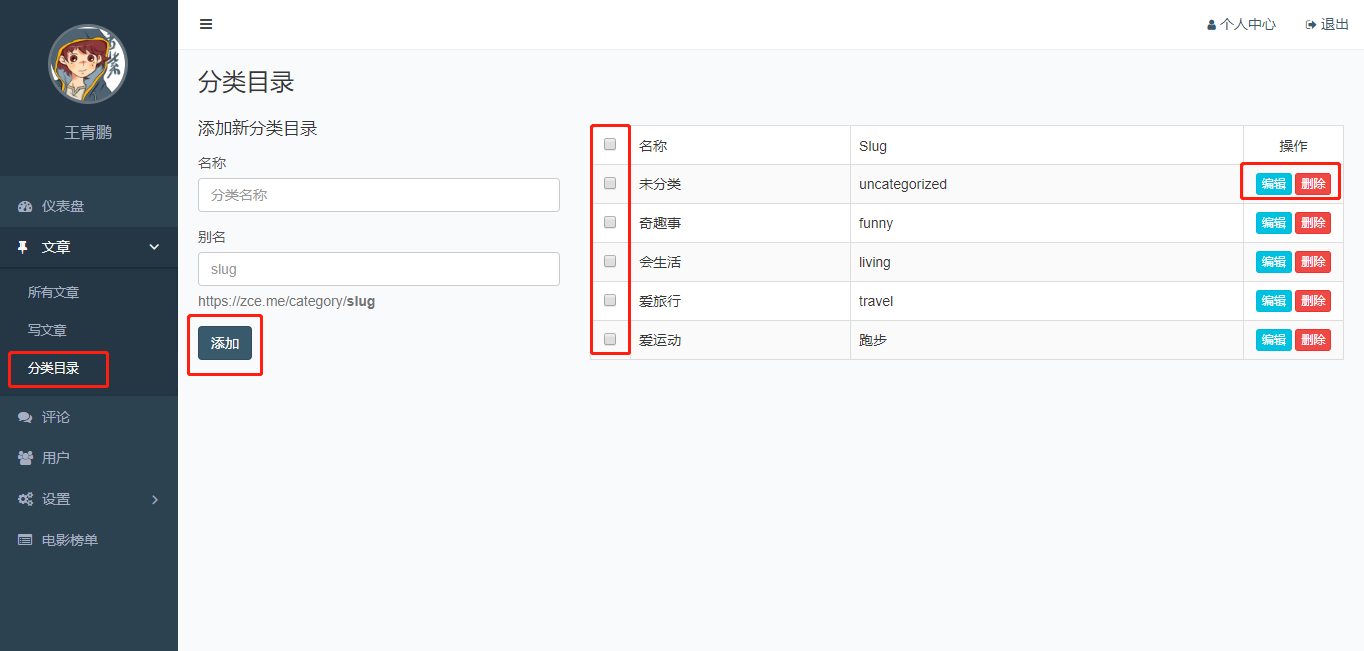 王青鹏
仪表盘
文章
所有文章
写文章
分类目录
评论
用户
设置
电影榜单
个人中心
退出
分类目录
添加新分类目录
名称
分类名称
别名
slug
https://zce.me/category/slug
添加
名称 Slug 操作
未分类 uncategorized 编辑 删除
奇趣事 funny 编辑 删除
会生活 living 编辑 删除
爱旅行 travel 编辑 删除
爱运动 跑步 编辑 删除